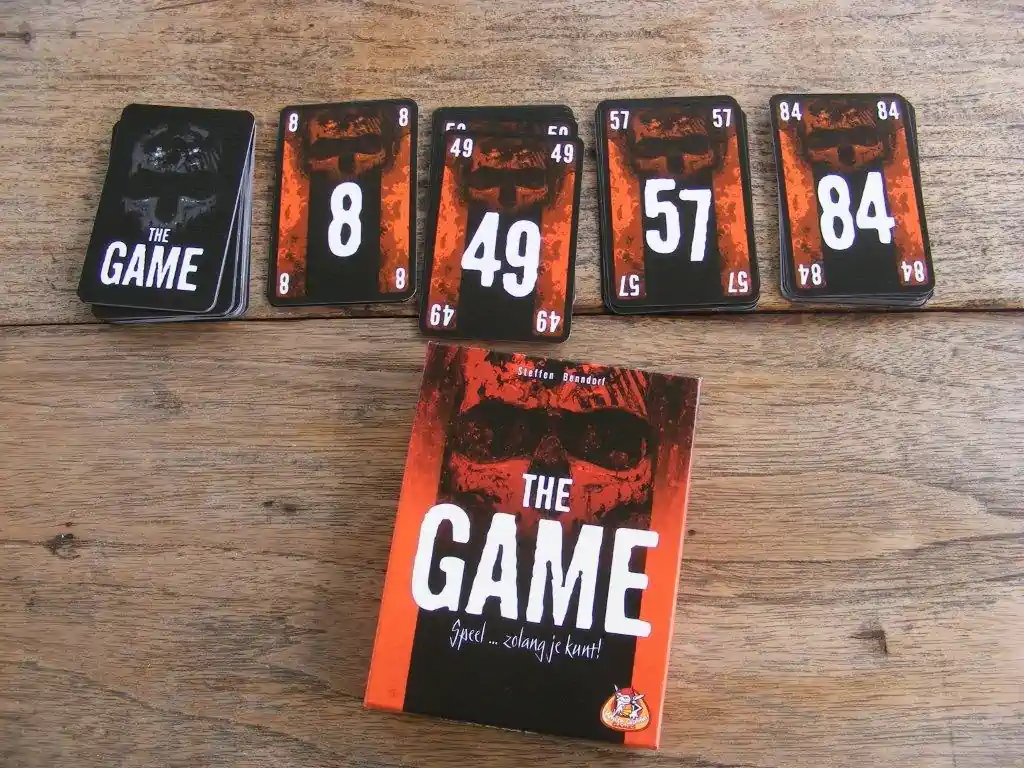 THE
GAME
8 8
8
8 8
49 49
49
49 49
57 57
57
57 57
84 84
84
84 84
Steffen Benndorf
THE
GAME
Speel ... zolang je kunt!